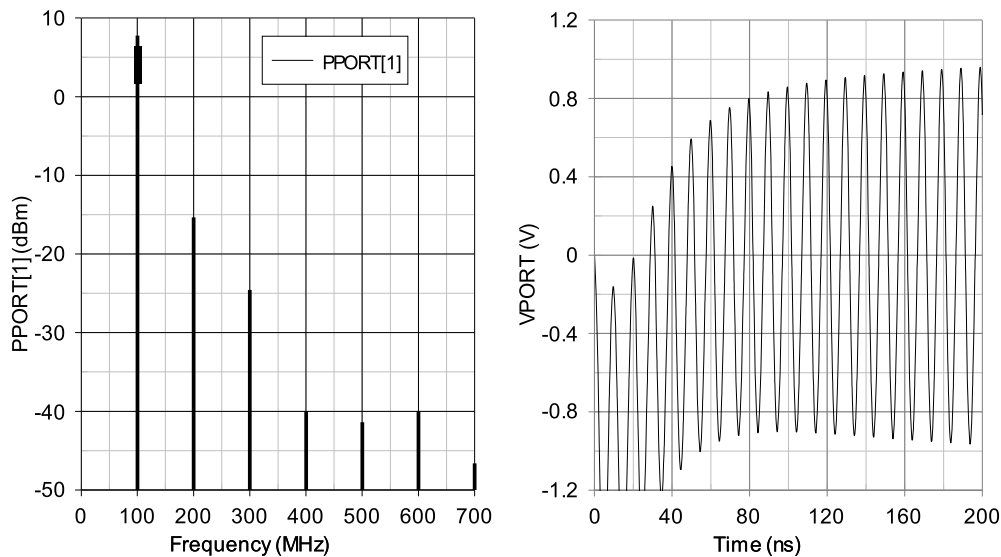 10
0
-10
-20
-30
-40
-50
PPORT[1] (dBm)
PPORT[1]
0 100 200 300 400 500 600 700
Frequency (MHz)
1.2
0.8
0.4
0
-0.4
-0.8
-1.2
VPORT (V)
0 40 80 120 160 200
Time (ns)